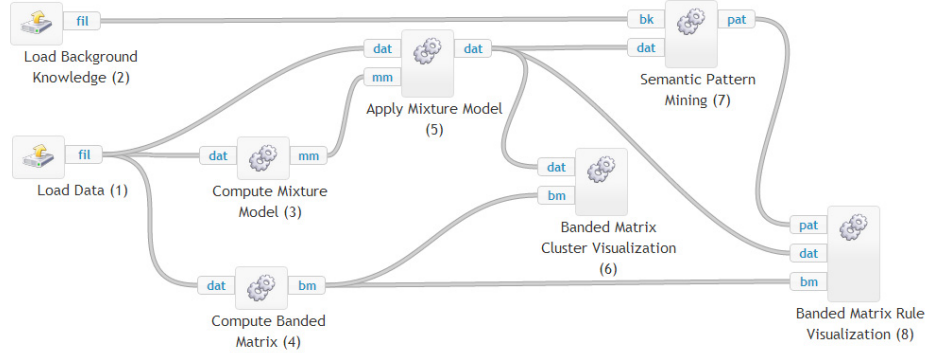 fil
Load Background
Knowledge (2)
bk
pat
dat
Semantic Pattern
Mining (7)
dat
dat
mm
Apply Mixture Model
(5)
fil
Load Data (1)
dat
mm
Compute Mixture
Model (3)
dat
bm
Banded Matrix
Cluster Visualization
(6)
pat
dat
bm
Banded Matrix Rule
Visualization (8)
dat
bm
Compute Banded
Matrix (4)